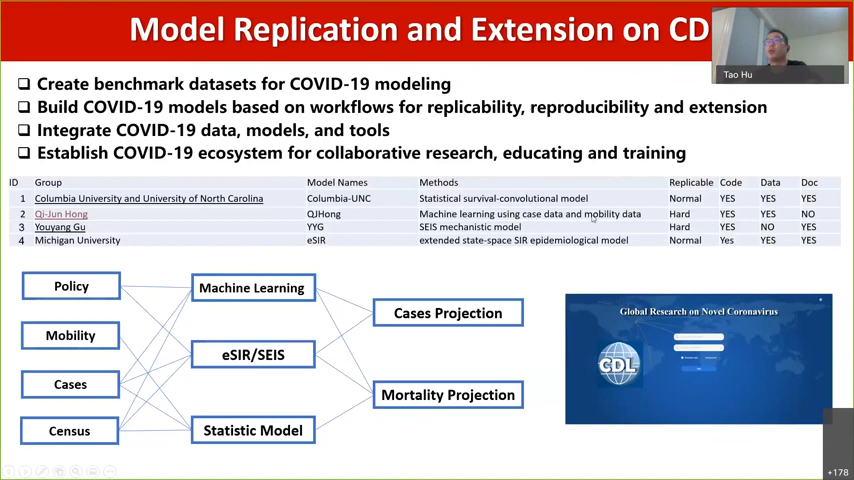 Model Replication and Extension on CD
Tao Hu
Create benchmark datasets for COVID-19 modeling
Build COVID-19 models based on workflows for replicability, reproducibility and extension
Integrate COVID-19 data, models, and tools
Establish COVID-19 ecosystem for collaborative research, educating and training
ID Group Model Names Methods Replicable Code Data Doc
1 Columbia University and University of North Carolina Columbia-UNC Statistical survival-convolutional model Normal YES YES YES
2 Qi-Jun Hong QJHong Machine learning using case data and mobility data Hard YES YES NO
3 Youyang Gu YYG SEIS mechanistic model Hard YES NO YES
4 Michigan University eSIR extended state-space SIR epidemiological model Normal Yes YES YES
Policy
Mobility
Cases
Census
Machine Learning
eSIR/SEIS
Statistic Model
Cases Projection
Mortality Projection
Global Research on Novel Coronavirus
CDL
+178